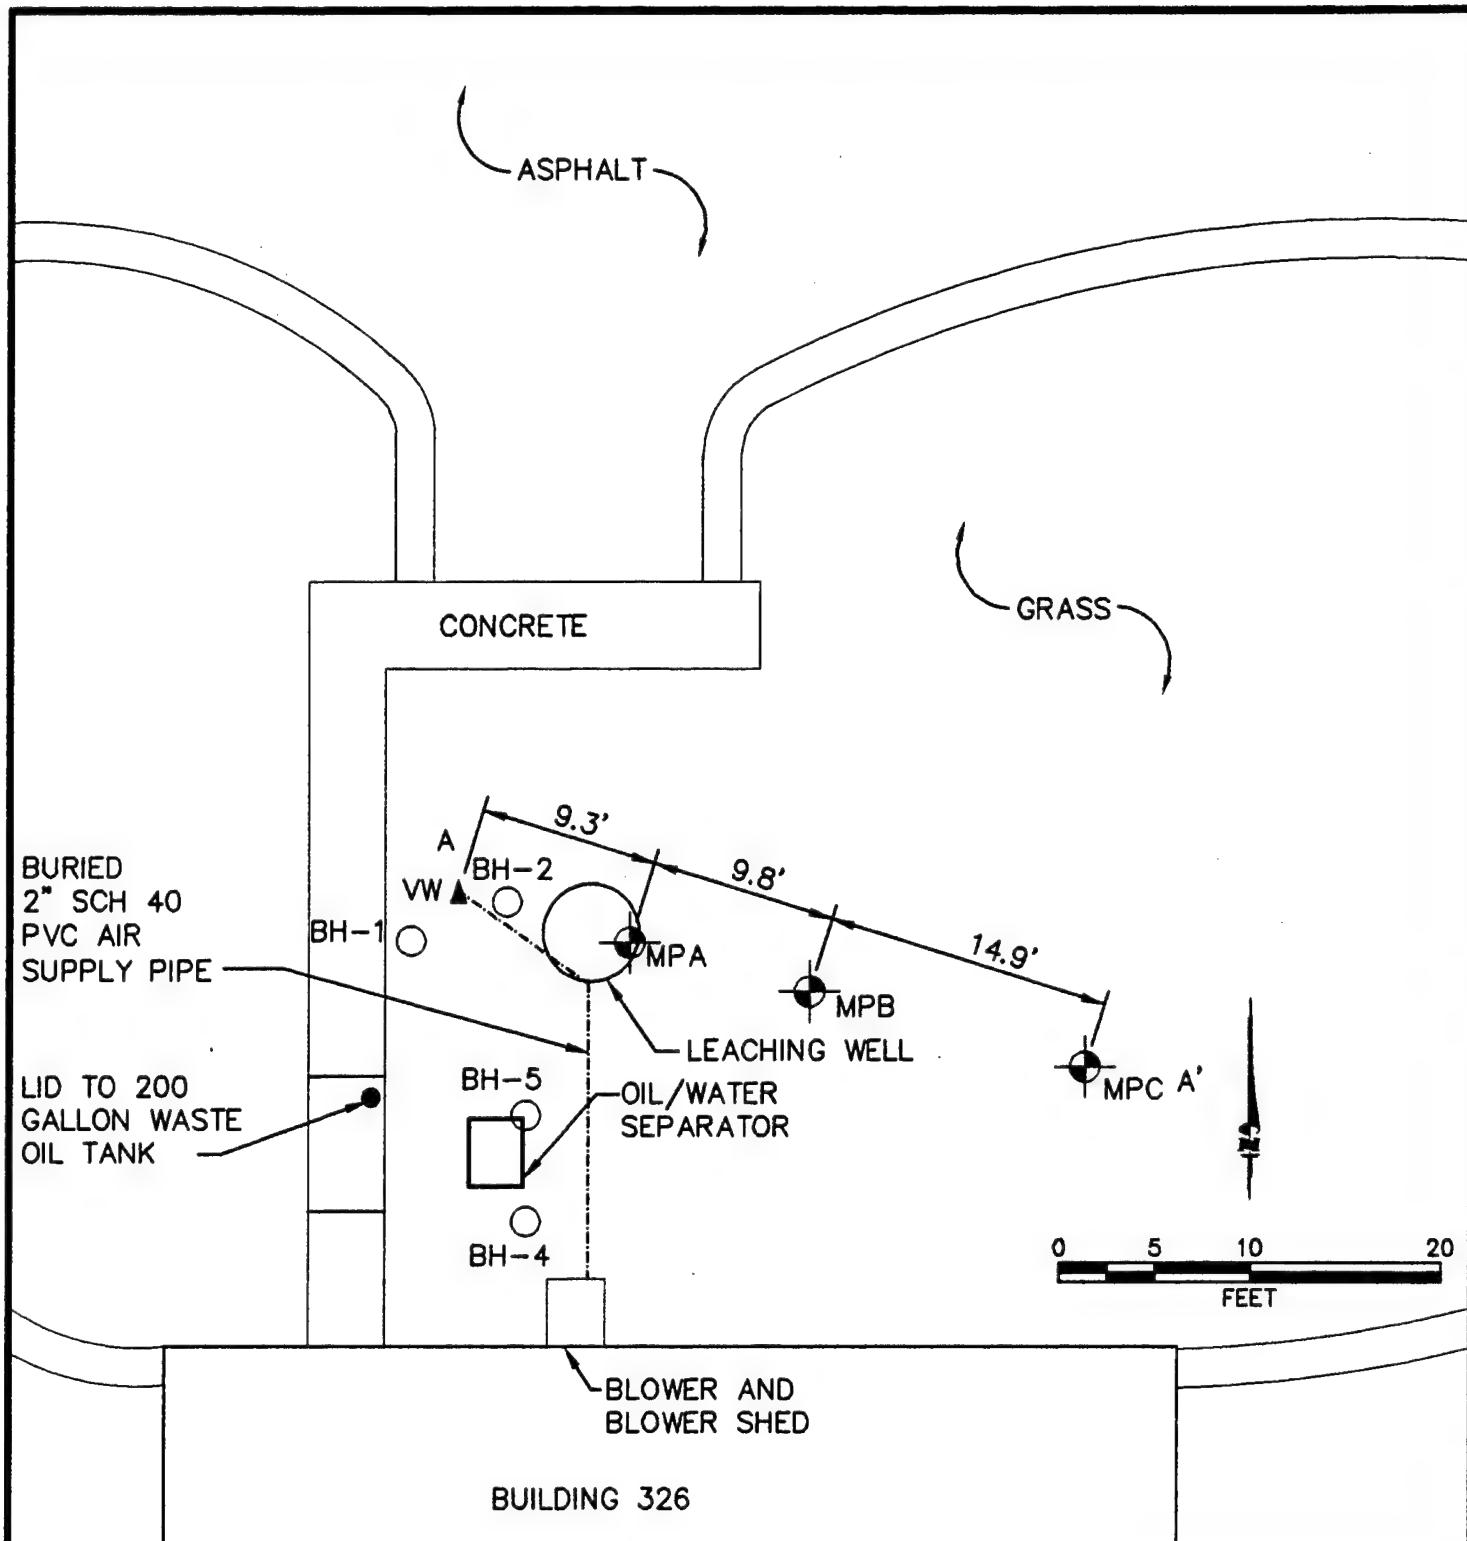 ASPHALT
GRASS
CONCRETE
9.3'
A
BH-2
9.8'
VW
BURIED
2" SCH 40
PVC AIR
SUPPLY PIPE
BH-1
MPA
14.9'
MPB
LEACHING WELL
MPC A'
BH-5
OIL/WATER
SEPARATOR
LID TO 200
GALLON WASTE
OIL TANK
BH-4
0 5 10 20
FEET
BLOWER AND
BLOWER SHED
BUILDING 326